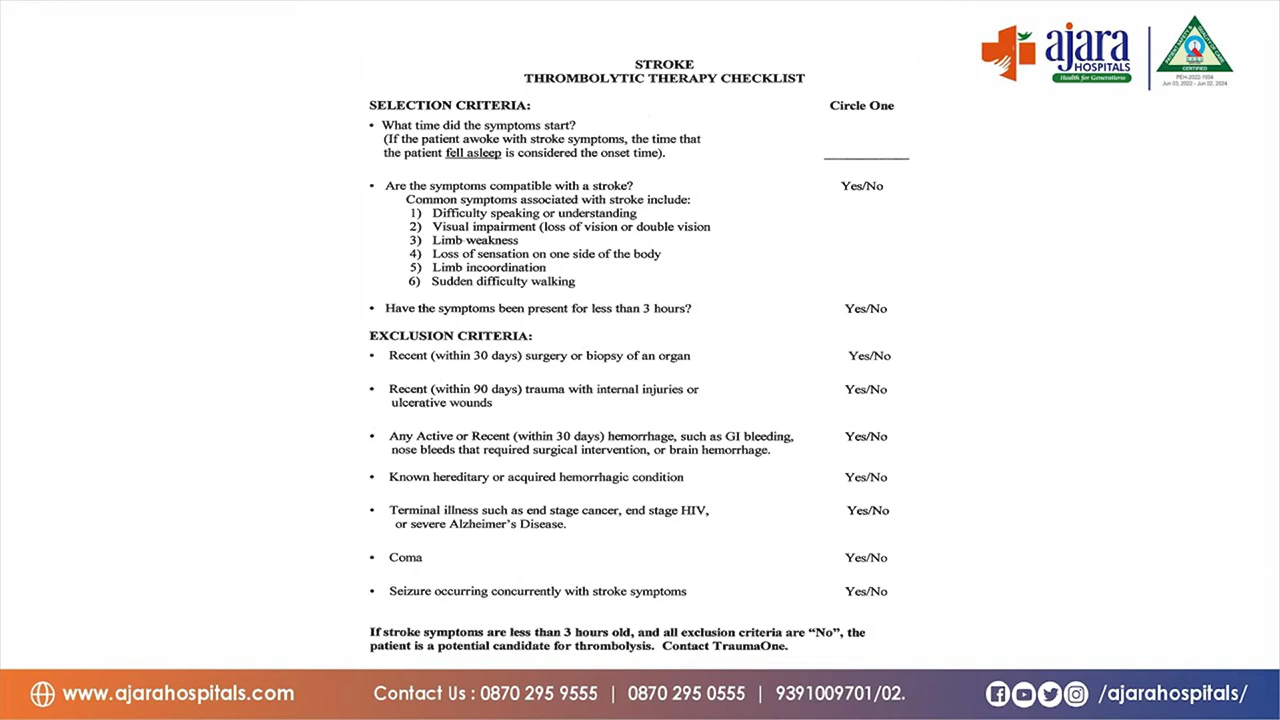 ajara
HOSPITALS
Health for Generations
CERTIFIED
PEH-2022-1004
Jun 03, 2022 - Jun 02, 2024
STROKE
THROMBOLYTIC THERAPY CHECKLIST
SELECTION CRITERIA: Circle One
• What time did the symptoms start?
(If the patient awoke with stroke symptoms, the time that
the patient fell asleep is considered the onset time).
• Are the symptoms compatible with a stroke? Yes/No
Common symptoms associated with stroke include:
1) Difficulty speaking or understanding
2) Visual impairment (loss of vision or double vision
3) Limb weakness
4) Loss of sensation on one side of the body
5) Limb incoordination
6) Sudden difficulty walking
• Have the symptoms been present for less than 3 hours? Yes/No
EXCLUSION CRITERIA:
• Recent (within 30 days) surgery or biopsy of an organ Yes/No
• Recent (within 90 days) trauma with internal injuries or Yes/No
ulcerative wounds
• Any Active or Recent (within 30 days) hemorrhage, such as GI bleeding, Yes/No
nose bleeds that required surgical intervention, or brain hemorrhage.
• Known hereditary or acquired hemorrhagic condition Yes/No
• Terminal illness such as end stage cancer, end stage HIV, Yes/No
or severe Alzheimer's Disease.
• Coma Yes/No
• Seizure occurring concurrently with stroke symptoms Yes/No
If stroke symptoms are less than 3 hours old, and all exclusion criteria are “No”, the
patient is a potential candidate for thrombolysis. Contact TraumaOne.
www.ajarahospitals.com Contact Us : 0870 295 9555 | 0870 295 0555 | 9391009701/02. /ajarahospitals/